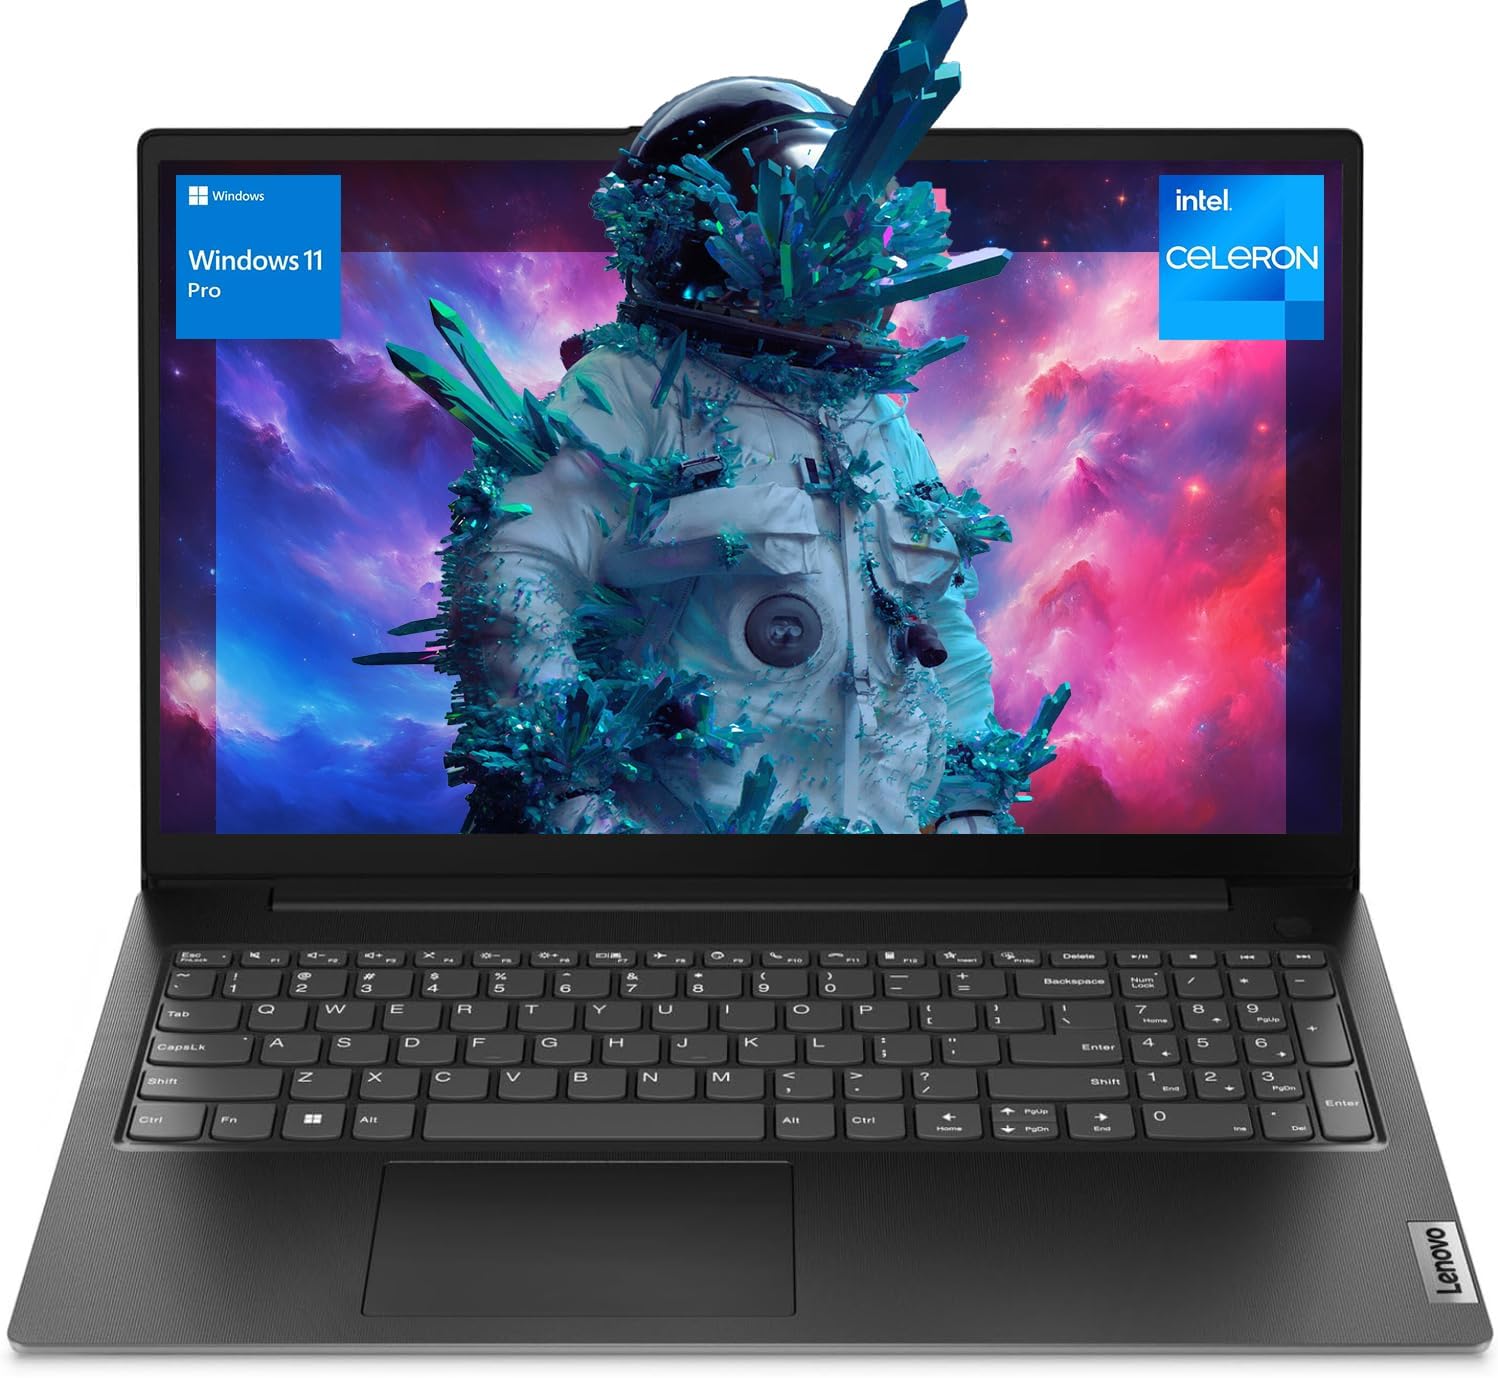 Windows
Windows 11
Pro
intel.
CELERON
Esc
FnLock
F1
F2
F3
F4
F5
F6
F7
F8
F9
F10
F11
F12
Insert
PrtSc
Delete
~ ! @ # $ % ^ & * ( ) — +
` 1 2 3 4 5 6 7 8 9 0 - =
Backspace
Num
Lock
/ * -
Tab Q W E R T Y U I O P { [ } ] | \
7 Home 8 9 PgUp +
CapsLk A S D F G H J K L : ; " ' Enter
4 5 6
Shift Z X C V B N M < , > . ? / Shift
1 End 2 3 PgDn
Enter
Ctrl Fn Alt Alt Ctrl
Home PgUp PgDn End
0 Ins . Del
Lenovo